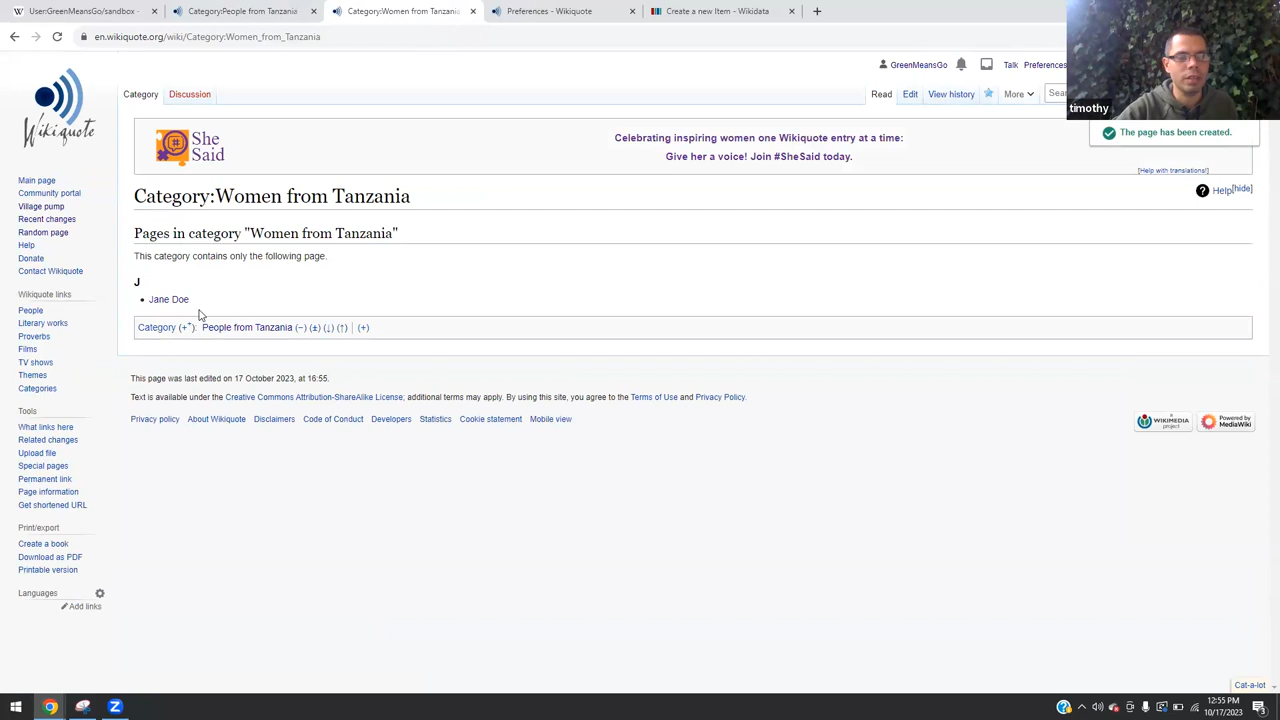 User:GreenMeansGo/sandbox -
Category:People from Tanzania
Category:Women from Tanzania
Preferences - Wikiquote
Create a new Item - Wikidata
en.wikiquote.org/wiki/Category:Women_from_Tanzania
GreenMeansGo
Talk
Preferences
timothy
Wikiquote
Category
Discussion
Read
Edit
View history
More
Sea
The page has been created.
She
Said
Celebrating inspiring women one Wikiquote entry at a time:
Give her a voice! Join #SheSaid today.
[Help with translations!]
Category:Women from Tanzania
Help[hide]
Pages in category "Women from Tanzania"
This category contains only the following page.
J
Jane Doe
Category (+⁺): People from Tanzania (−) (±) (↓) (↑) | (+)
This page was last edited on 17 October 2023, at 16:55.
Text is available under the Creative Commons Attribution-ShareAlike License; additional terms may apply. By using this site, you agree to the Terms of Use and Privacy Policy.
Privacy policy
About Wikiquote
Disclaimers
Code of Conduct
Developers
Statistics
Cookie statement
Mobile view
WIKIMEDIA
project
Powered by
MediaWiki
Main page
Community portal
Village pump
Recent changes
Random page
Help
Donate
Contact Wikiquote
Wikiquote links
People
Literary works
Proverbs
Films
TV shows
Themes
Categories
Tools
What links here
Related changes
Upload file
Special pages
Permanent link
Page information
Get shortened URL
Print/export
Create a book
Download as PDF
Printable version
Languages
Add links
Cat-a-lot
12:55 PM
10/17/2023
3